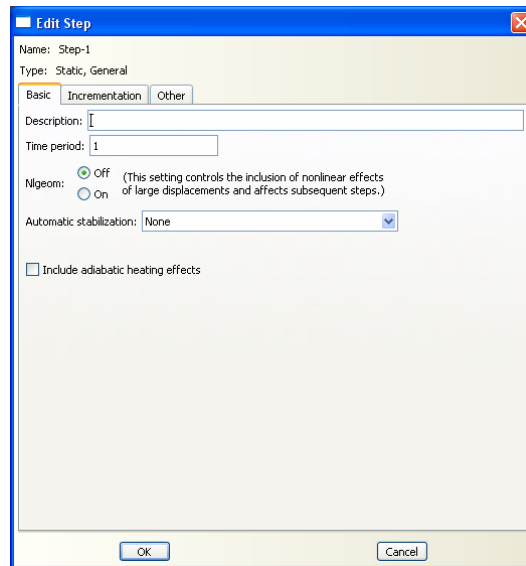 Edit Step
Name: Step-1
Type: Static, General
Basic Incrementation Other
Description:
Time period: 1
Nlgeom: Off (This setting controls the inclusion of nonlinear effects
On of large displacements and affects subsequent steps.)
Automatic stabilization: None
Include adiabatic heating effects
OK Cancel